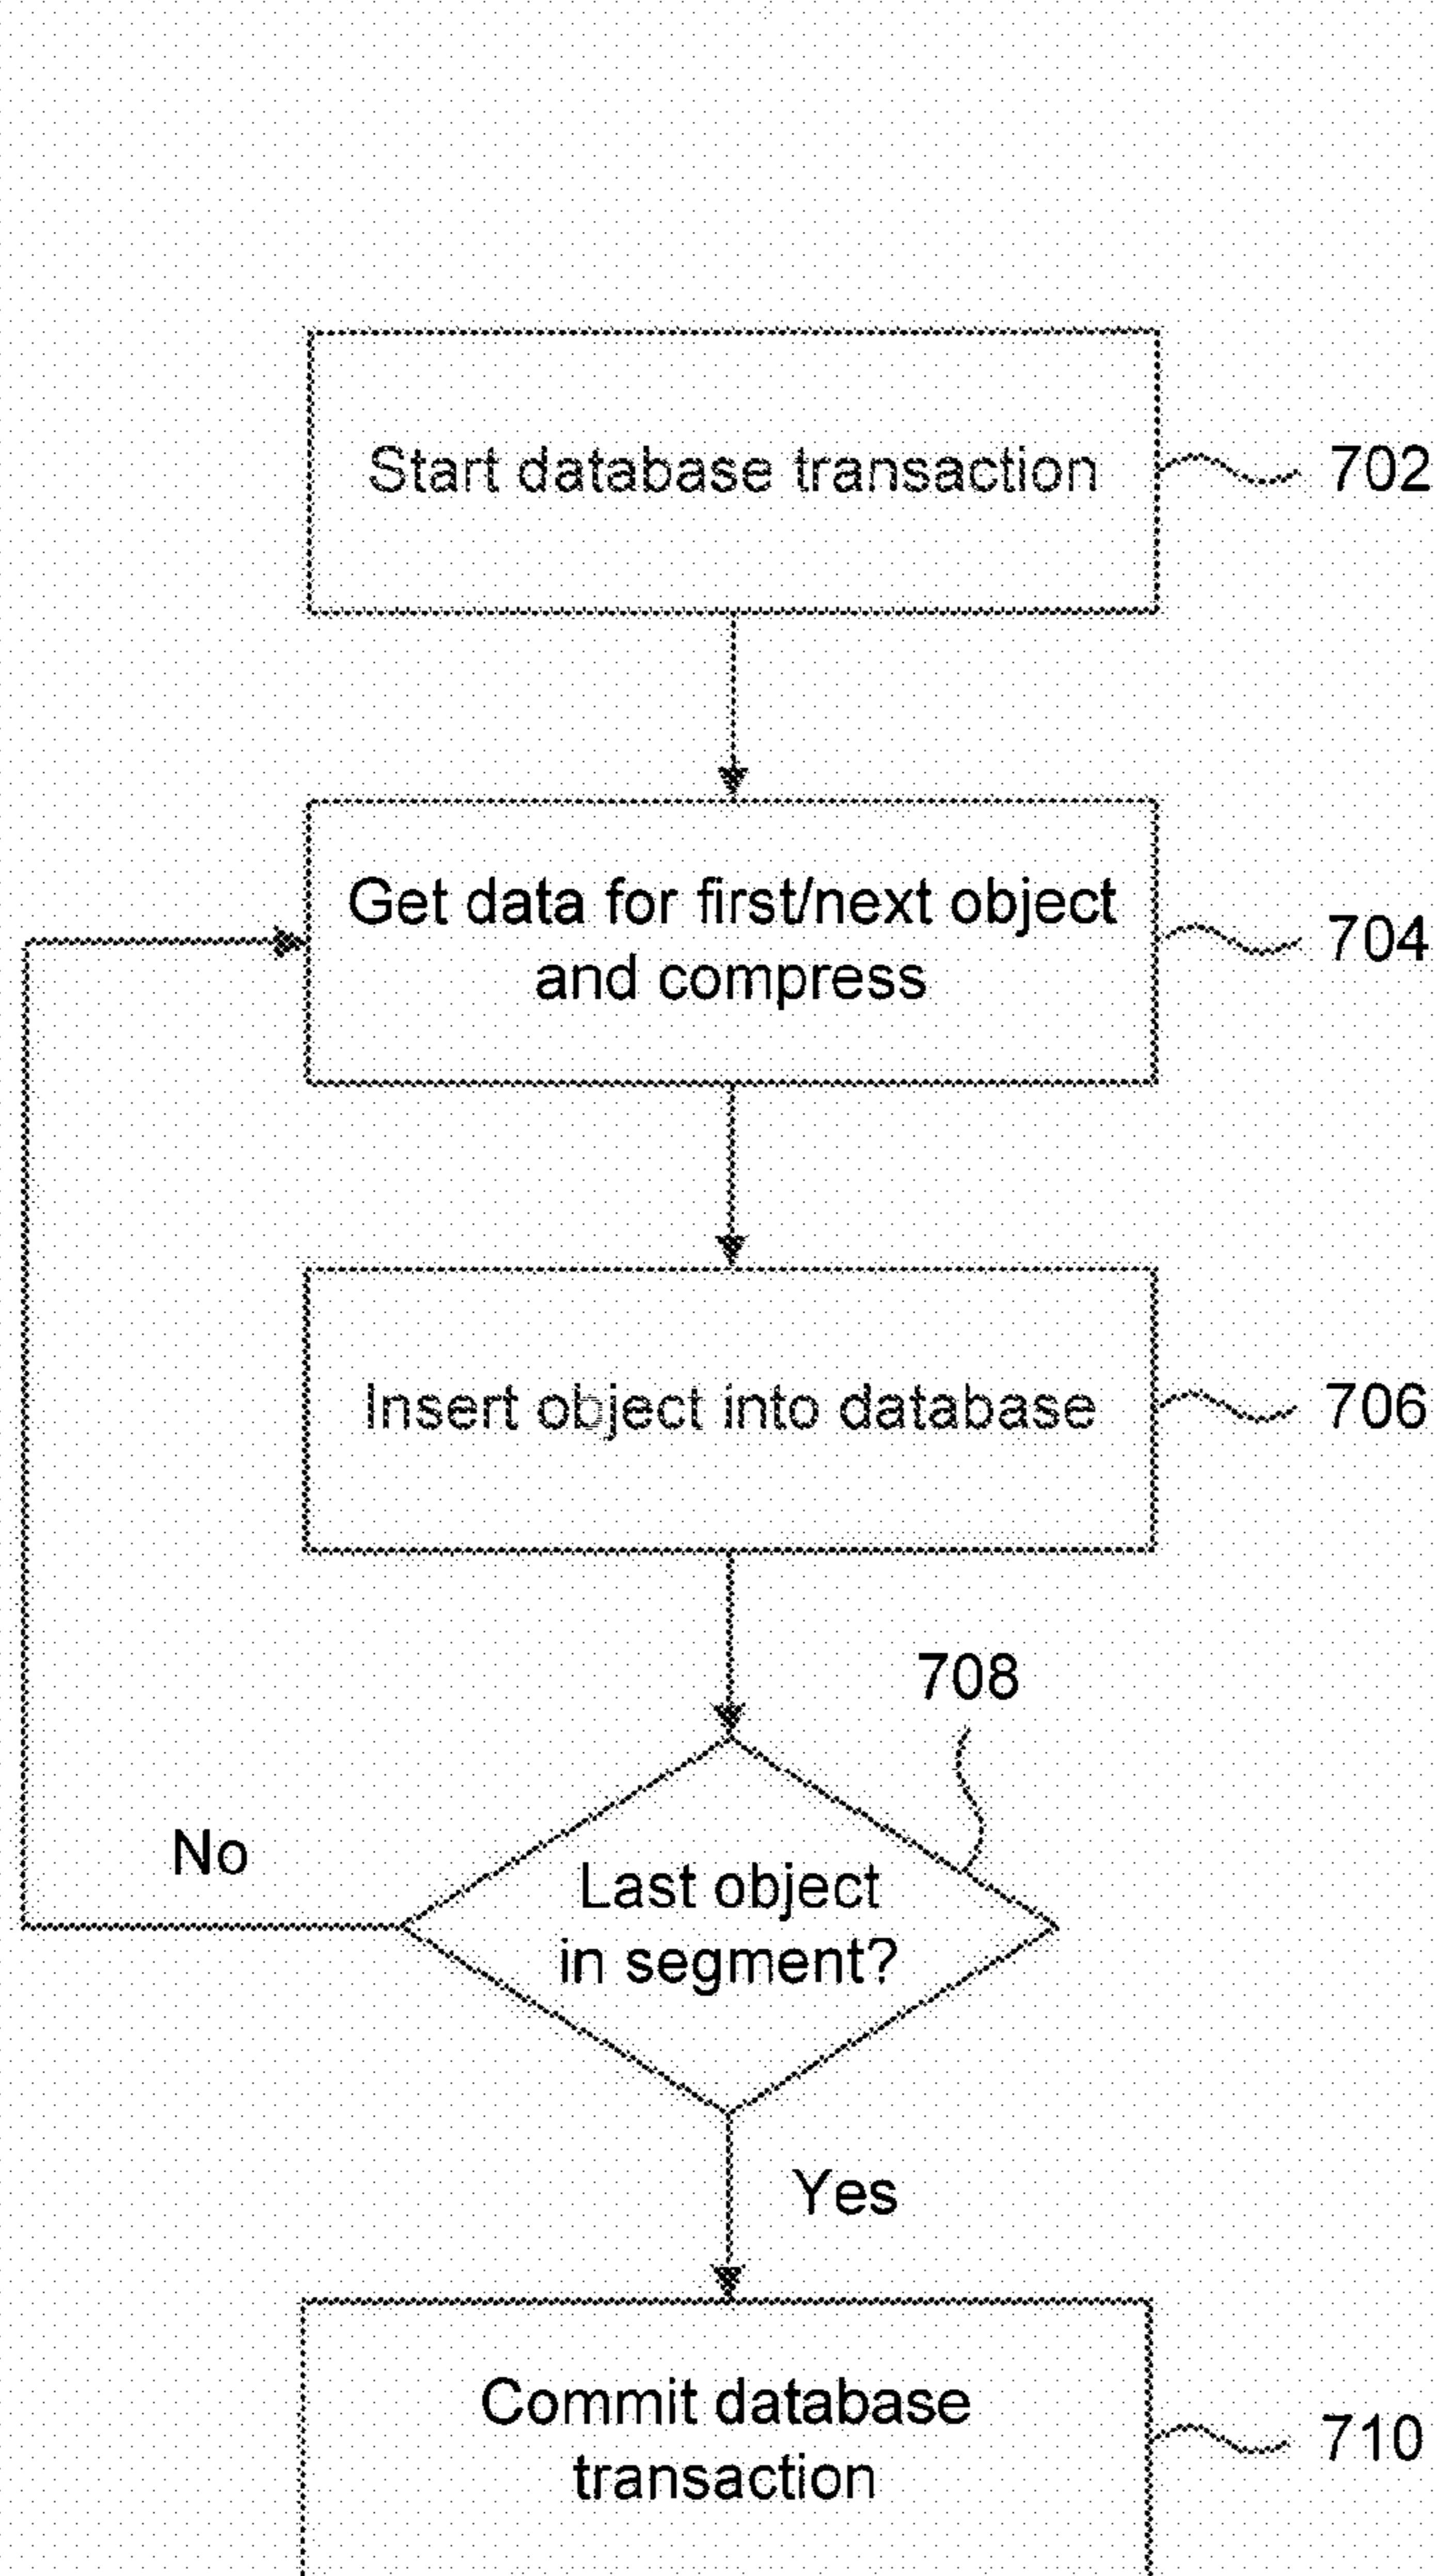 Start database transaction
702
Get data for first/next object
and compress
704
Insert object into database
706
708
No
Last object
in segment?
Yes
Commit database
transaction
710